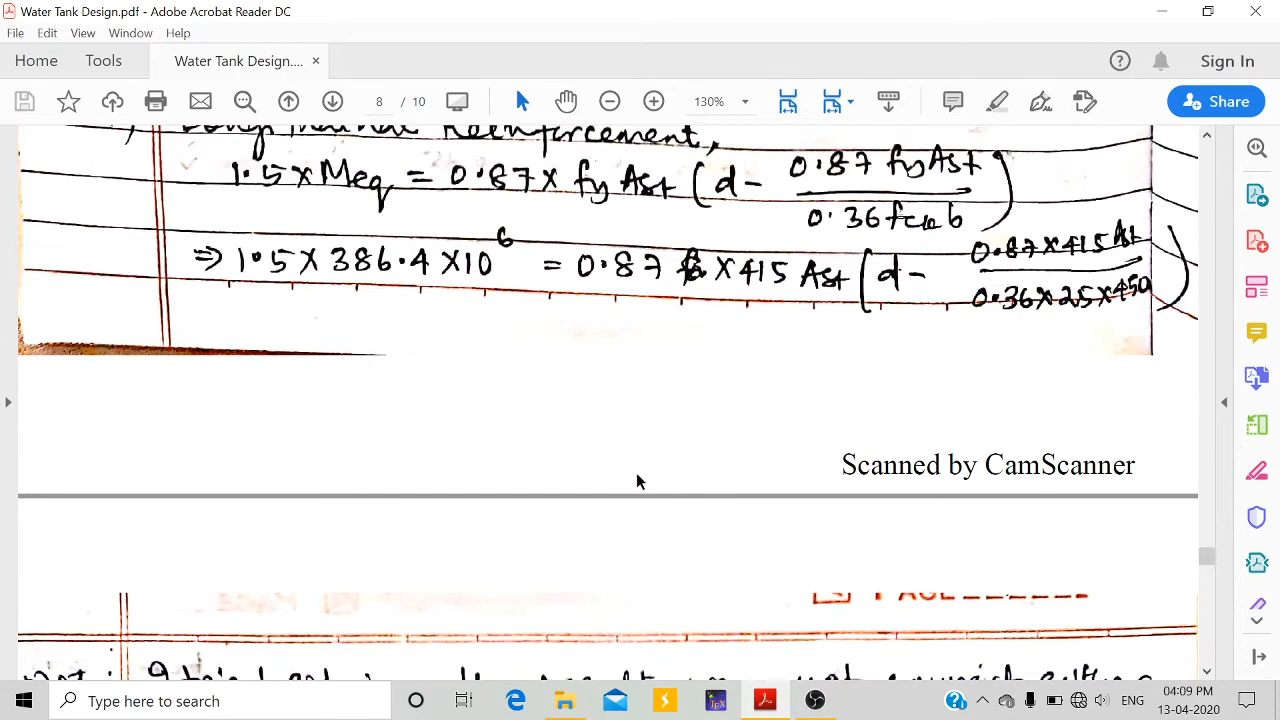 Water Tank Design.pdf - Adobe Acrobat Reader DC
File Edit View Window Help
Home Tools Water Tank Design.... × Sign In
8 / 10 130% Share
Reinforcement,
1.5 x Meq = 0.87 x fy Ast ( d - 0.87 fy Ast / 0.36 fck b )
⇒ 1.5 X 386.4 X 10^6 = 0.87 X 415 Ast ( d - 0.87 x 415 Ast / 0.36 x 25 x 450 )
Scanned by CamScanner
PAGE
Type here to search
ENG
04:09 PM
13-04-2020